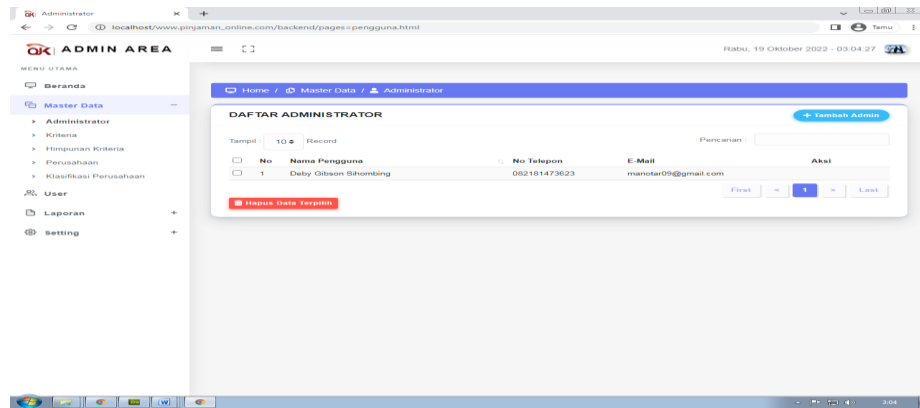 Administrator
localhost/www.pinjaman_online.com/backend/pages=pengguna.html
Tamu
OK ADMIN AREA
Rabu, 19 Oktober 2022 - 03:04:27
MENU UTAMA
Beranda
Master Data
Administrator
Kriteria
Himpunan Kriteria
Perusahaan
Klasifikasi Perusahaan
User
Laporan
Setting
Home / Master Data / Administrator
DAFTAR ADMINISTRATOR
+ Tambah Admin
Tampil : 10 Record
Pencarian :
No Nama Pengguna No Telepon E-Mail Aksi
1 Deby Gibson Sihombing 082181473623 manotar09@gmail.com
First « 1 » Last
Hapus Data Terpilih
3:04